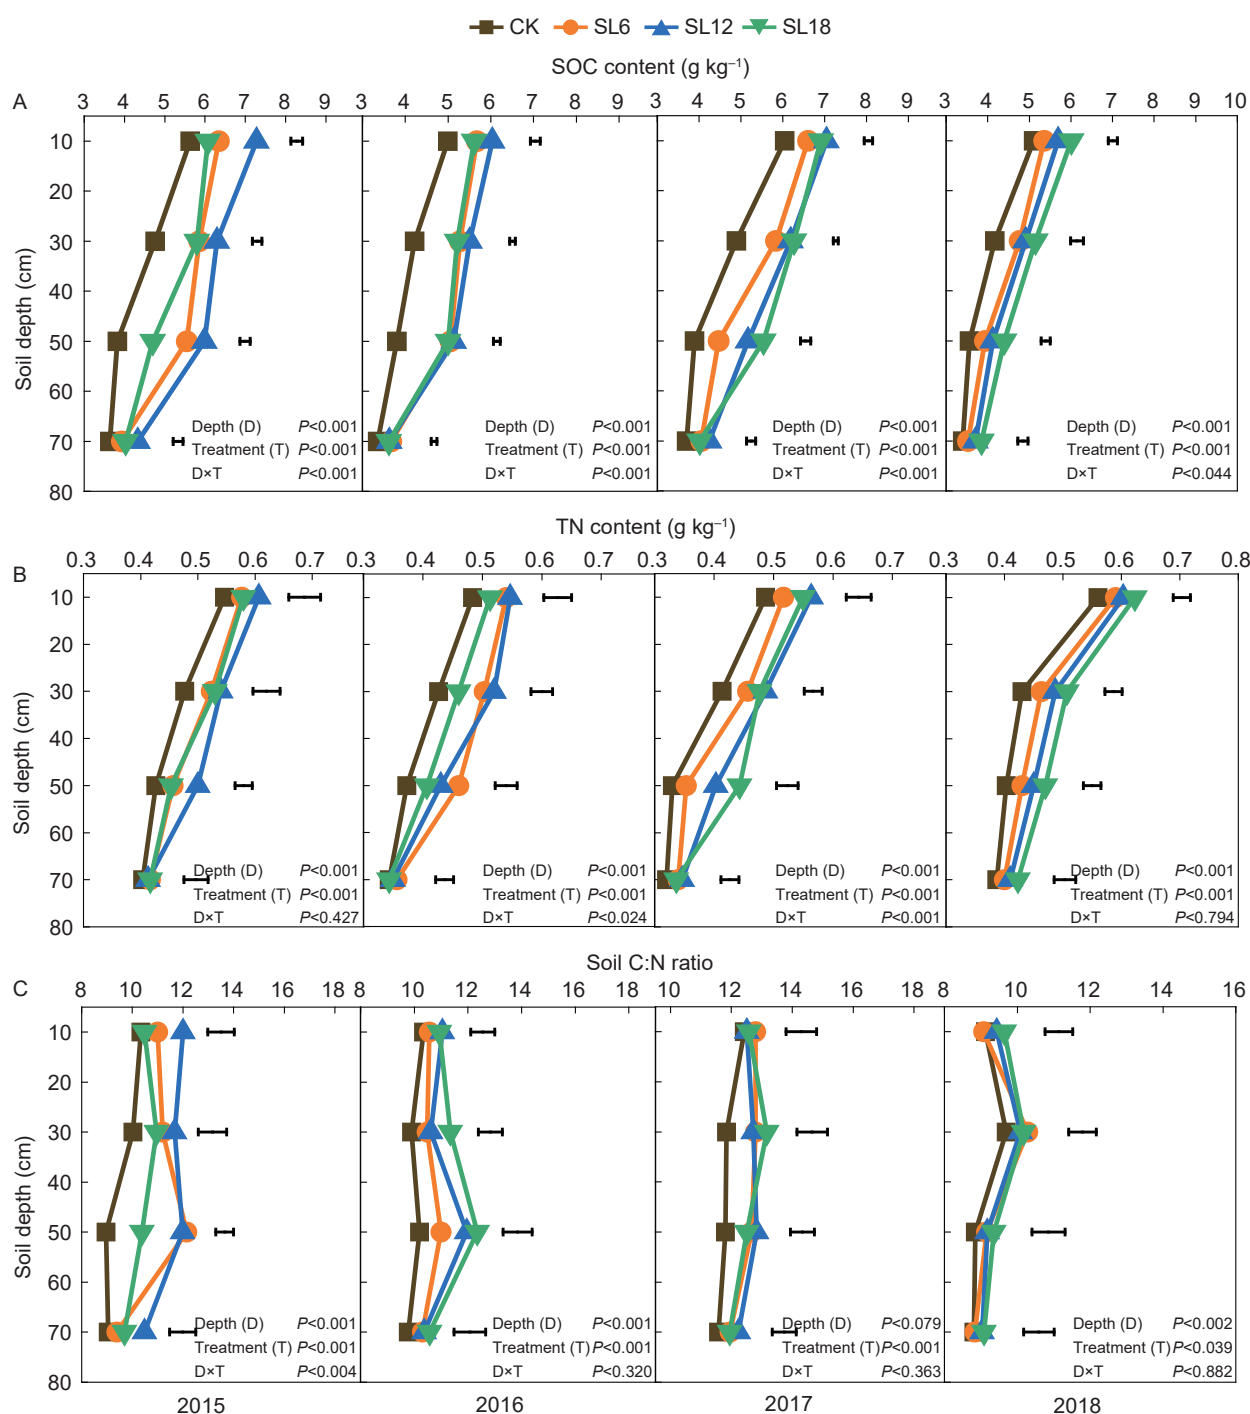 CK SL6 SL12 SL18
SOC content (g kg⁻¹)
A
3 4 5 6 7 8 9 3 4 5 6 7 8 9 3 4 5 6 7 8 9 3 4 5 6 7 8 9 10
10
20
30
40
50
60
70
80
Soil depth (cm)
Depth (D) P<0.001
Treatment (T) P<0.001
D×T P<0.001
Depth (D) P<0.001
Treatment (T) P<0.001
D×T P<0.001
Depth (D) P<0.001
Treatment (T) P<0.001
D×T P<0.001
Depth (D) P<0.001
Treatment (T) P<0.001
D×T P<0.044
TN content (g kg⁻¹)
B
0.3 0.4 0.5 0.6 0.7 0.3 0.4 0.5 0.6 0.7 0.3 0.4 0.5 0.6 0.7 0.3 0.4 0.5 0.6 0.7 0.8
10
20
30
40
50
60
70
80
Soil depth (cm)
Depth (D) P<0.001
Treatment (T) P<0.001
D×T P<0.427
Depth (D) P<0.001
Treatment (T) P<0.001
D×T P<0.024
Depth (D) P<0.001
Treatment (T) P<0.001
D×T P<0.001
Depth (D) P<0.001
Treatment (T) P<0.001
D×T P<0.794
Soil C:N ratio
C
8 10 12 14 16 18 8 10 12 14 16 18 10 12 14 16 18 8 10 12 14 16
10
20
30
40
50
60
70
80
Soil depth (cm)
Depth (D) P<0.001
Treatment (T) P<0.001
D×T P<0.004
Depth (D) P<0.001
Treatment (T) P<0.001
D×T P<0.320
Depth (D) P<0.079
Treatment (T) P<0.001
D×T P<0.363
Depth (D) P<0.002
Treatment (T) P<0.039
D×T P<0.882
2015 2016 2017 2018